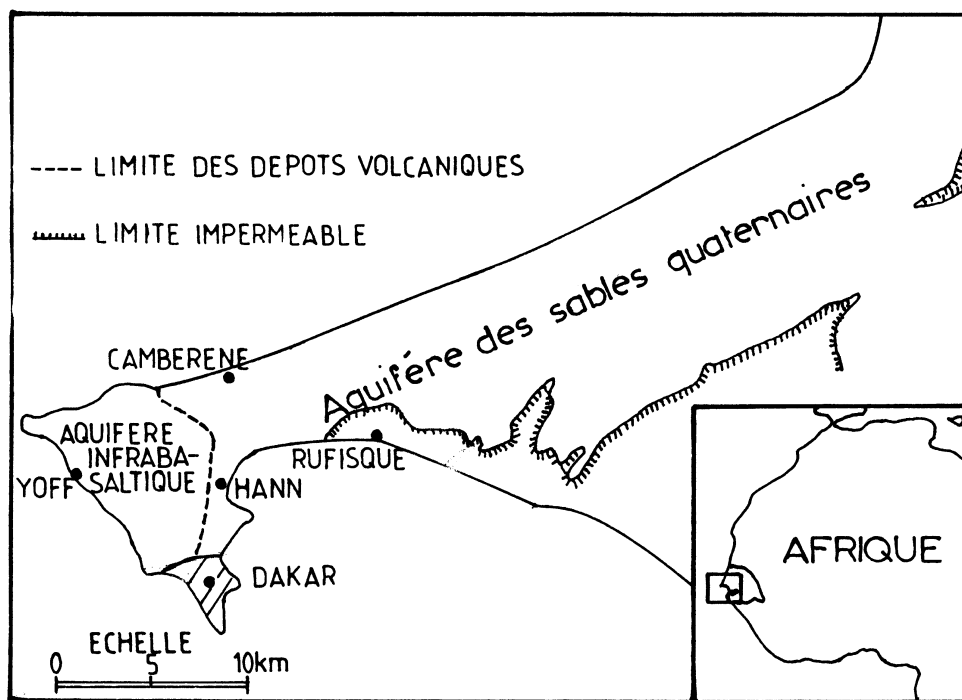 LIMITE DES DEPOTS VOLCANIQUES
LIMITE IMPERMEABLE
Aquifére des sables quaternaires
CAMBERENE
AQUIFERE
INFRABA-
SALTIQUE
YOFF
HANN
RUFISQUE
DAKAR
AFRIQUE
ECHELLE
0 5 10km